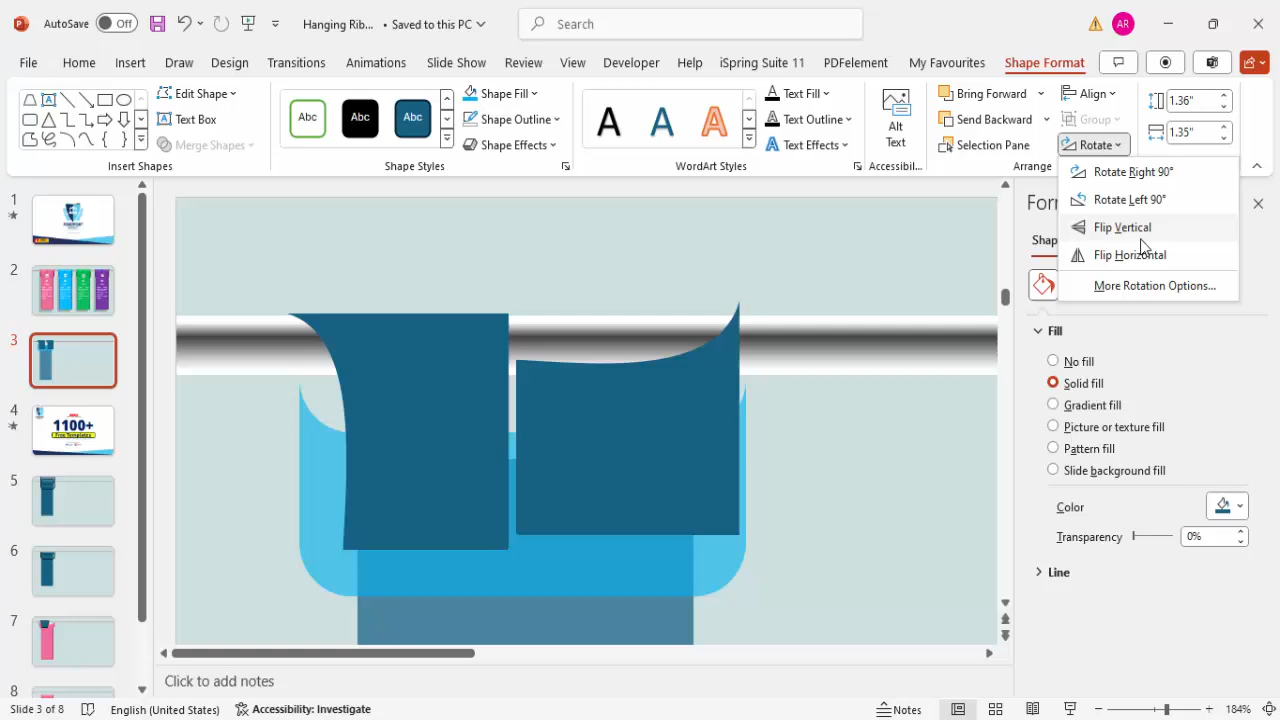 AutoSave Off Hanging Rib... • Saved to this PC Search AR
File Home Insert Draw Design Transitions Animations Slide Show Review View Developer Help iSpring Suite 11 PDFelement My Favourites Shape Format
Edit Shape
Text Box
Merge Shapes
Insert Shapes
Abc Abc Abc
Shape Fill
Shape Outline
Shape Effects
Shape Styles
A A A
Text Fill
Text Outline
Text Effects
WordArt Styles
Alt
Text
Accessibil...
Bring Forward
Send Backward
Selection Pane
Align
Group
Rotate
Arrange
1.36"
1.35"
Rotate Right 90°
Rotate Left 90°
Flip Vertical
Flip Horizontal
More Rotation Options...
For
Shap
Fill
No fill
Solid fill
Gradient fill
Picture or texture fill
Pattern fill
Slide background fill
Color
Transparency 0%
Line
1
2
3
4
1100+
5
6
7
8
Click to add notes
Slide 3 of 8 English (United States) Accessibility: Investigate Notes 184%